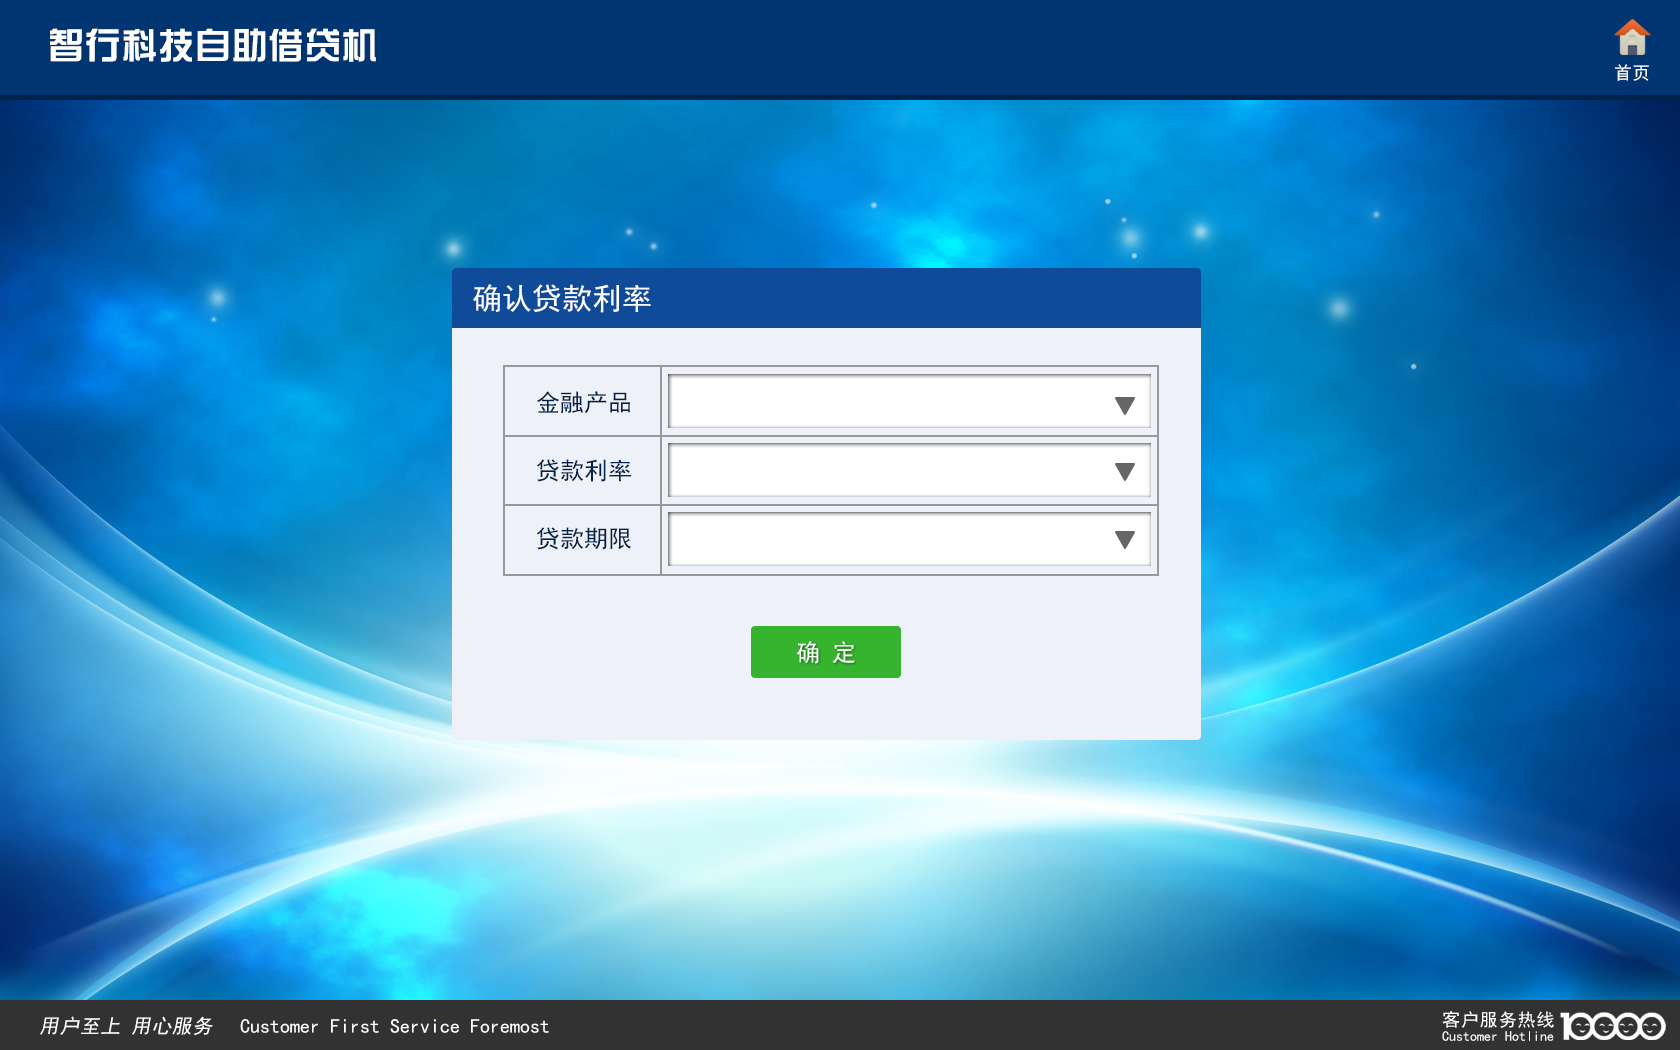 智行科技自助借贷机
首页
确认贷款利率
金融产品
贷款利率
贷款期限
确 定
用户至上 用心服务 Customer First Service Foremost
客户服务热线
Customer Hotline
10000